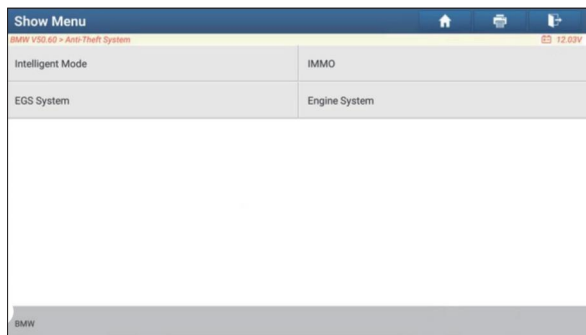 Show Menu
BMW V50.60 > Anti-Theft System
12.03V
Intelligent Mode
IMMO
EGS System
Engine System
BMW